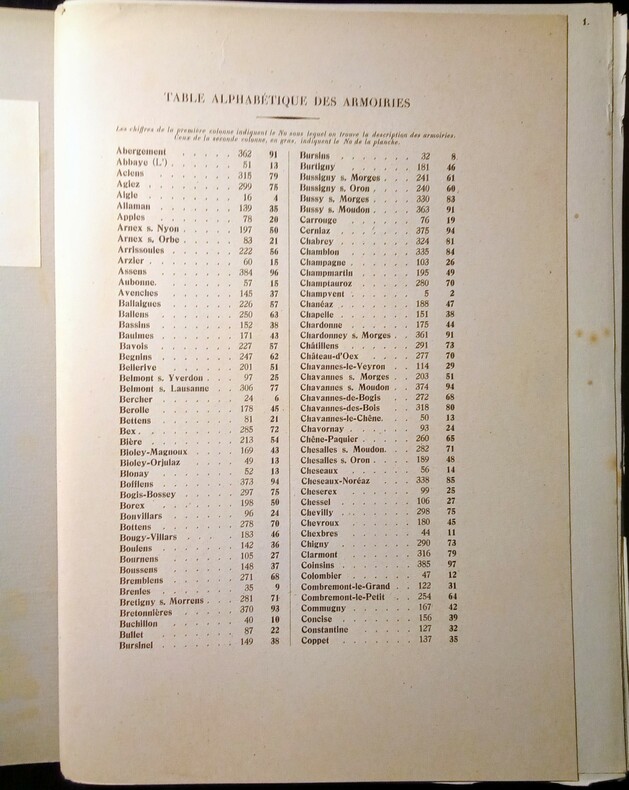 1.
TABLE ALPHABÉTIQUE DES ARMOIRIES
Les chiffres de la première colonne indiquent le No sous lequel on trouve la description des armoiries.
Ceux de la seconde colonne, en gras, indiquent le No de la planche.
Abergement . . . . . 362 91
Abbaye (L') . . . . . 51 13
Aclens . . . . . . 315 79
Agiez . . . . . . 299 75
Aigle . . . . . . 16 4
Allaman . . . . . . 139 35
Apples . . . . . . 78 20
Arnex s. Nyon . . . . 197 50
Arnex s. Orbe . . . . 83 21
Arrissoules . . . . . 222 56
Arzier . . . . . . 60 15
Assens . . . . . . 384 96
Aubonne. . . . . . 57 15
Avenches . . . . . 145 37
Ballaigues . . . . . 226 57
Ballens . . . . . . 250 63
Bassins . . . . . . 152 38
Baulmes . . . . . . 171 43
Bavois . . . . . . 227 57
Begnins . . . . . . 247 62
Bellerive . . . . . 201 51
Belmont s. Yverdon . . . 97 25
Belmont s. Lausanne . . . 306 77
Bercher . . . . . . 24 6
Berolle . . . . . . 178 45
Bettens . . . . . . 81 21
Bex . . . . . . . 285 72
Bière . . . . . . 213 54
Bioley-Magnoux . . . . 169 43
Bioley-Orjulaz . . . . 49 13
Blonay . . . . . . 52 13
Bofflens . . . . . . 373 94
Bogis-Bossey . . . . . 297 75
Borex . . . . . . 198 50
Bonvillars . . . . . 96 24
Bottens . . . . . . 278 70
Bougy-Villars . . . . . 183 46
Boulens . . . . . . 142 36
Bournens . . . . . 105 27
Boussens . . . . . 148 37
Bremblens . . . . . 271 68
Brenles . . . . . . 35 9
Bretigny s. Morrens . . . 281 71
Bretonnières . . . . . 370 93
Buchillon . . . . . 40 10
Bullet . . . . . . 87 22
Bursinel . . . . . . 149 38
Bursins . . . . . . 32 8
Burtigny . . . . . 181 46
Bussigny s. Morges . . . 241 61
Bussigny s. Oron . . . . 240 60
Bussy s. Morges . . . . 330 83
Bussy s. Moudon . . . . 363 91
Carrouge . . . . . 76 19
Cerniaz . . . . . . 375 94
Chabrey . . . . . . 324 81
Chamblon . . . . . 335 84
Champagne . . . . . 103 26
Champmartin . . . . . 195 49
Champtauroz . . . . . 280 70
Champvent . . . . . 5 2
Chanéaz . . . . . . 188 47
Chapelle . . . . . 151 38
Chardonne . . . . . 175 44
Chardonney s. Morges . . 361 91
Châtillens . . . . . 291 73
Château-d'Oex . . . . 277 70
Chavannes-le-Veyron . . . 114 29
Chavannes s. Morges . . . 203 51
Chavannes s. Moudon . . . 374 94
Chavannes-de-Bogis . . . 272 68
Chavannes-des-Bois . . . 318 80
Chavannes-le-Chêne. . . . 50 13
Chavornay . . . . . 93 24
Chêne-Paquier . . . . 260 65
Chesalles s. Moudon. . . . 282 71
Chesalles s. Oron . . . . 189 48
Cheseaux . . . . . 56 14
Cheseaux-Noréaz . . . . 338 85
Cheserex . . . . . 99 25
Chessel . . . . . . 106 27
Chevilly . . . . . . 298 75
Chevroux . . . . . 180 45
Chexbres . . . . . 44 11
Chigny . . . . . . 290 73
Clarmont . . . . . 316 79
Coinsins . . . . . 385 97
Colombier . . . . . 47 12
Combremont-le-Grand . . . 122 31
Combremont-le-Petit . . . 254 64
Commugny . . . . . 167 42
Concise . . . . . . 156 39
Constantine . . . . . 127 32
Coppet . . . . . . 137 35